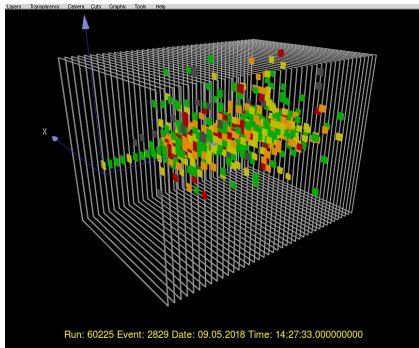 Layers Transparency Camera Cuts Graphic Tools Help
X
Run: 60225 Event: 2829 Date: 09.05.2018 Time: 14:27:33.000000000